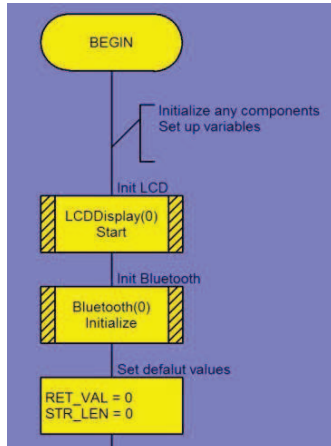 BEGIN
Initialize any components
Set up variables
Init LCD
LCDDisplay(0)
Start
Init Bluetooth
Bluetooth(0)
Initialize
Set defalut values
RET_VAL = 0
STR_LEN = 0